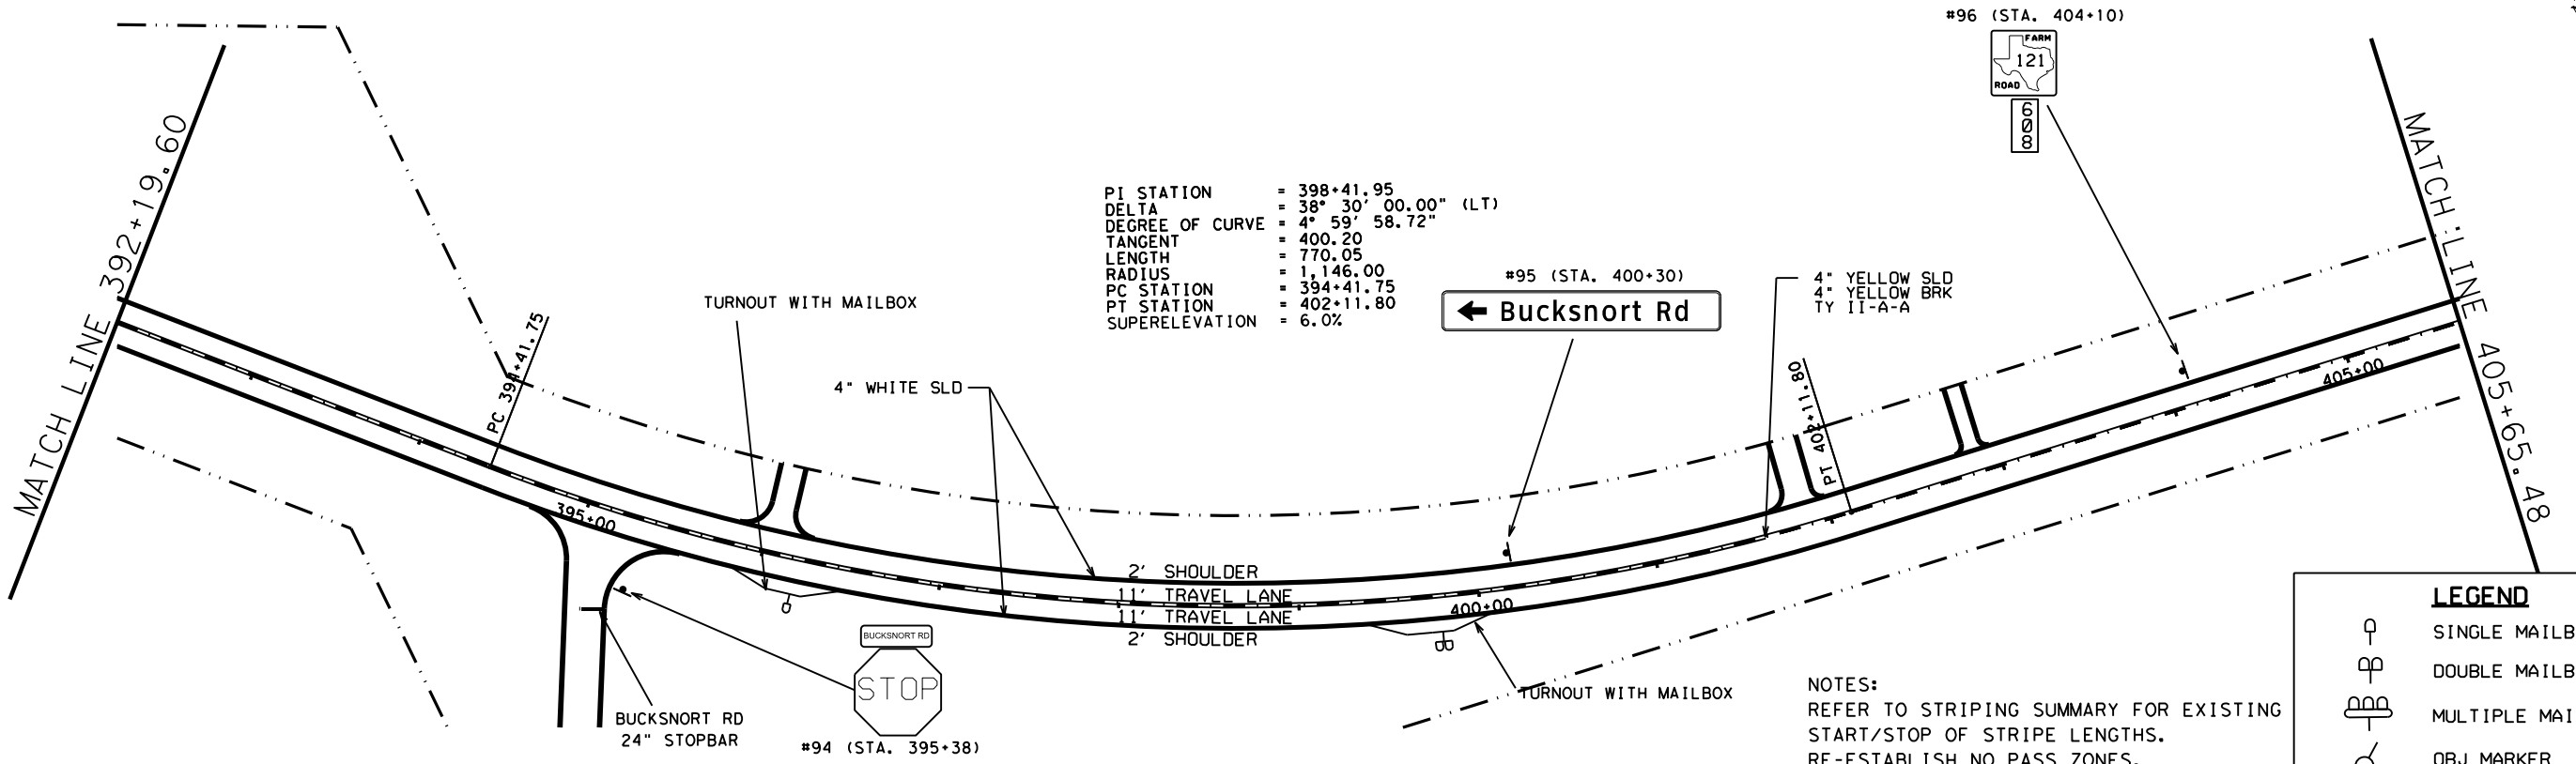 #96 (STA. 404+10)
FARM
121
ROAD
6
0
8
MATCH LINE 392+19.60
MATCH LINE 405+65.48
PI STATION = 398+41.95
DELTA = 38° 30' 00.00" (LT)
DEGREE OF CURVE = 4° 59' 58.72"
TANGENT = 400.20
LENGTH = 770.05
RADIUS = 1,146.00
PC STATION = 394+41.75
PT STATION = 402+11.80
SUPERELEVATION = 6.0%
#95 (STA. 400+30)
← Bucksnort Rd
4" YELLOW SLD
4" YELLOW BRK
TY II-A-A
TURNOUT WITH MAILBOX
PC 394+41.75
4" WHITE SLD
PT 402+11.80
405+00
395+00
2' SHOULDER
11' TRAVEL LANE
11' TRAVEL LANE
2' SHOULDER
400+00
BUCKSNORT RD
STOP
#94 (STA. 395+38)
BUCKSNORT RD
24" STOPBAR
TURNOUT WITH MAILBOX
NOTES:
REFER TO STRIPING SUMMARY FOR EXISTING
START/STOP OF STRIPE LENGTHS.
RE-ESTABLISH NO PASS ZONES.
LEGEND
SINGLE MAILB
DOUBLE MAILB
MULTIPLE MAI
OBJ MARKER